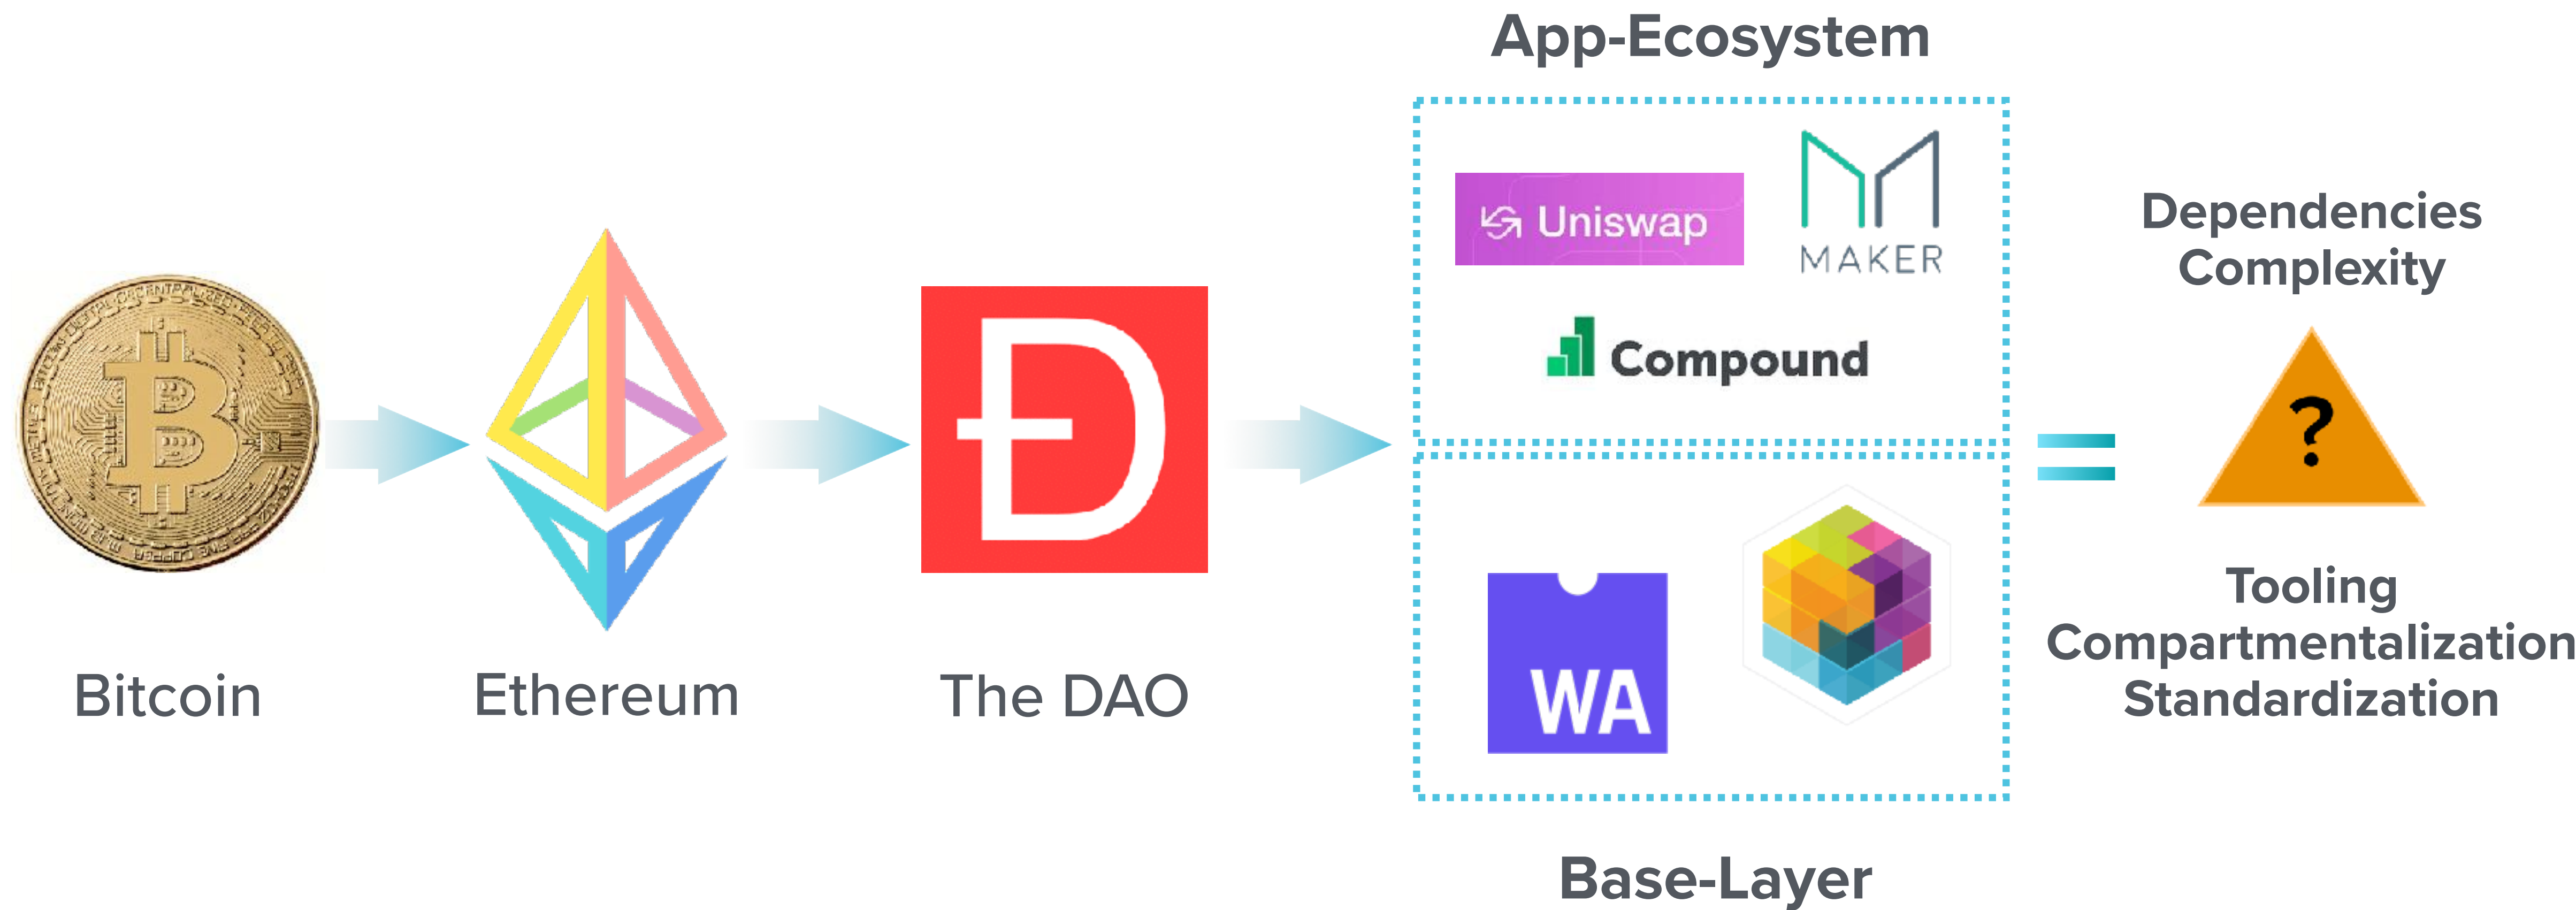 App-Ecosystem
Uniswap
MAKER
Compound
Dependencies
Complexity
?
WA
Tooling
Compartmentalization
Standardization
Bitcoin
Ethereum
The DAO
Base-Layer